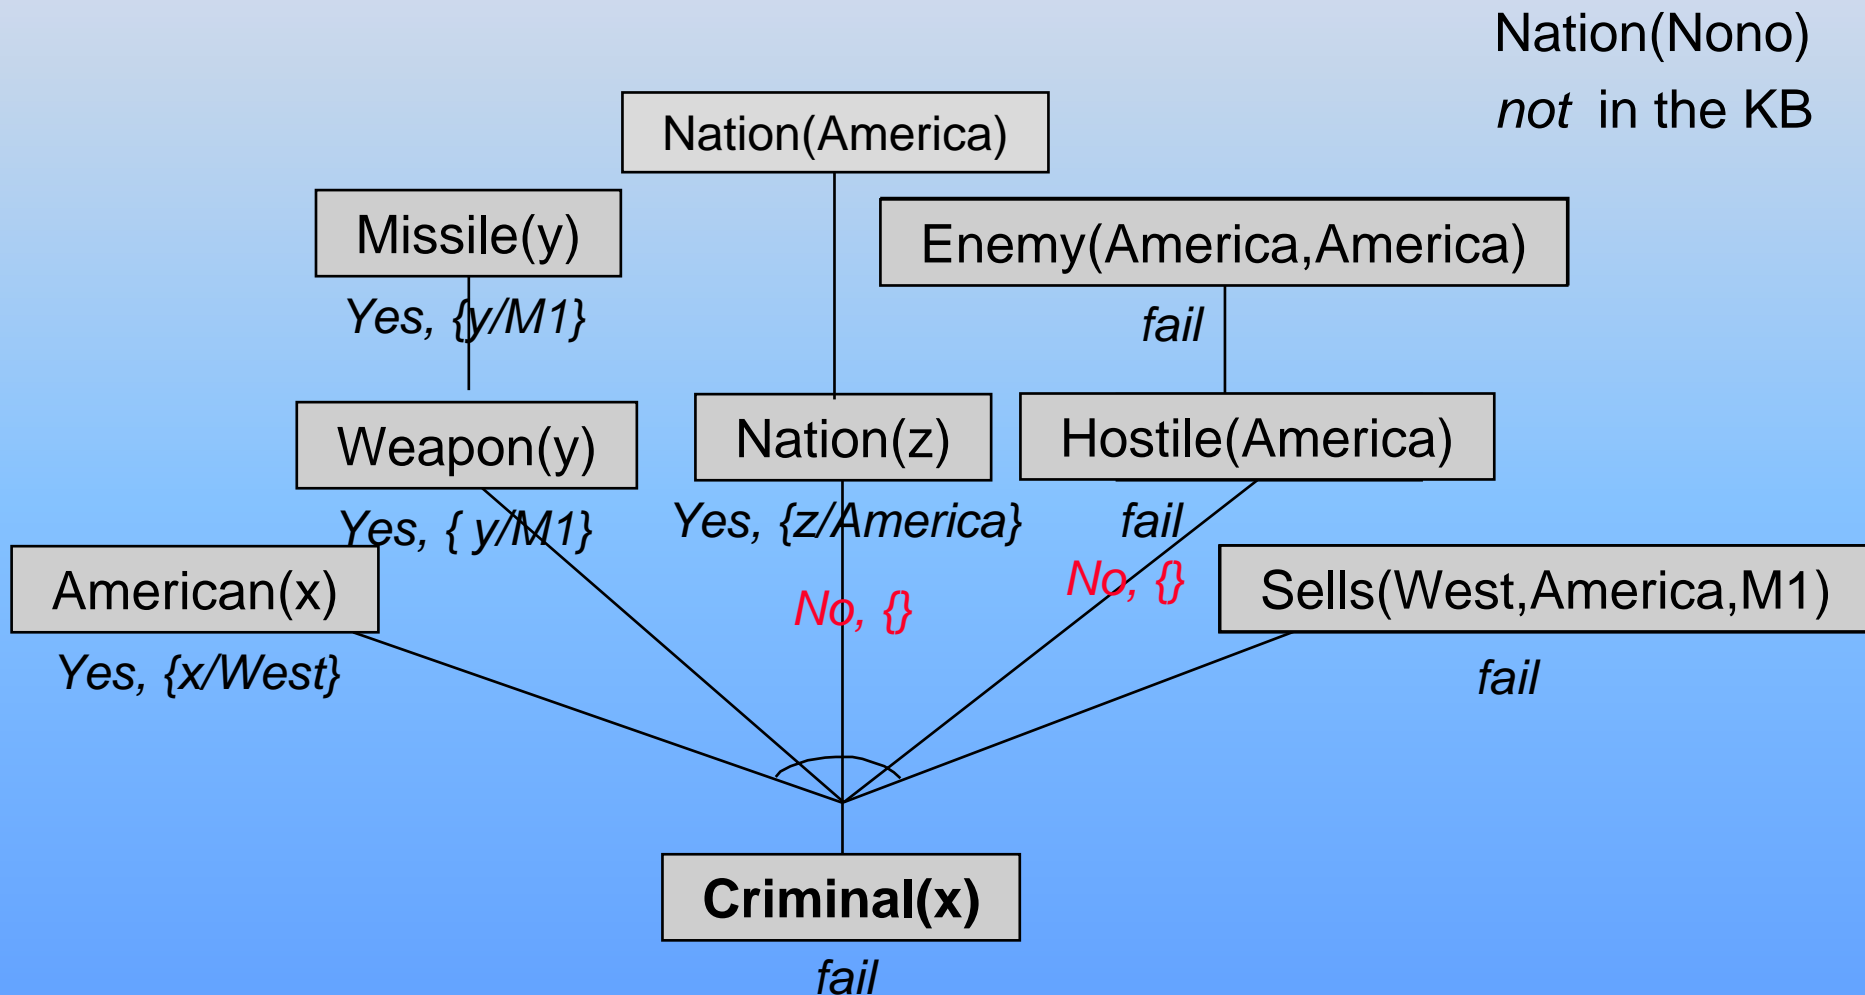 Nation(Nono)
not in the KB
Nation(America)
Missile(y)
Enemy(America,America)
Yes, {y/M1}
fail
Weapon(y)
Nation(z)
Hostile(America)
Yes, { y/M1}
Yes, {z/America}
fail
American(x)
No, {}
No, {}
Sells(West,America,M1)
Yes, {x/West}
fail
Criminal(x)
fail